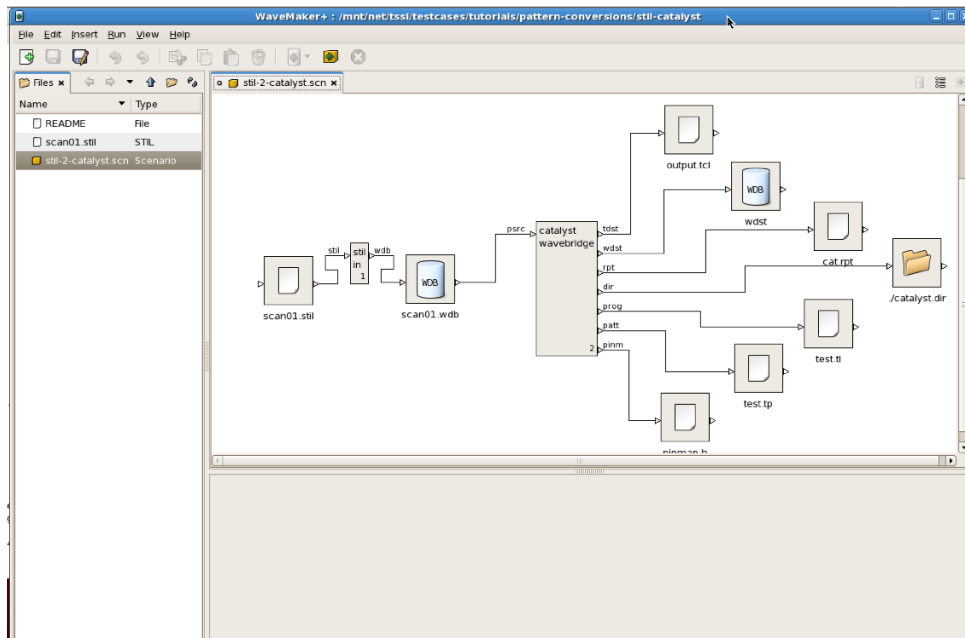 WaveMaker+ : /mnt/net/tssi/testcases/tutorials/pattern-conversions/stil-catalyst
File Edit Insert Run View Help
Files
stil-2-catalyst.scn
Name Type
README File
scan01.stil STIL
stil-2-catalyst.scn Scenario
output.tcl
WDB
wdst
psrc
catalyst
wavebridge
tdst
wdst
rpt
dir
prog
patt
pinm
2
cat.rpt
./catalyst.dir
stil
stil
in
1
wdb
WDB
scan01.stil
scan01.wdb
test.tl
test.tp
pinmap.h